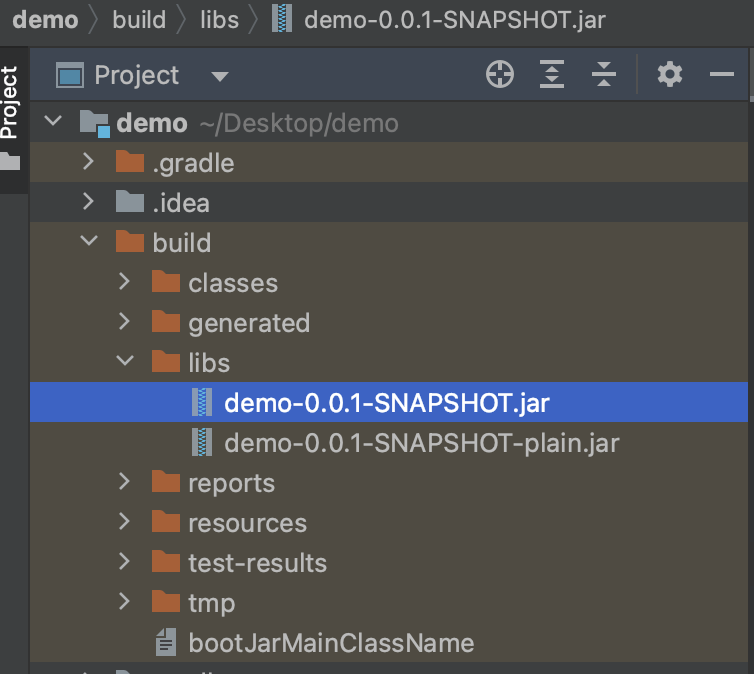 demo build libs demo-0.0.1-SNAPSHOT.jar
Project
Project
demo ~/Desktop/demo
.gradle
.idea
build
classes
generated
libs
demo-0.0.1-SNAPSHOT.jar
demo-0.0.1-SNAPSHOT-plain.jar
reports
resources
test-results
tmp
bootJarMainClassName